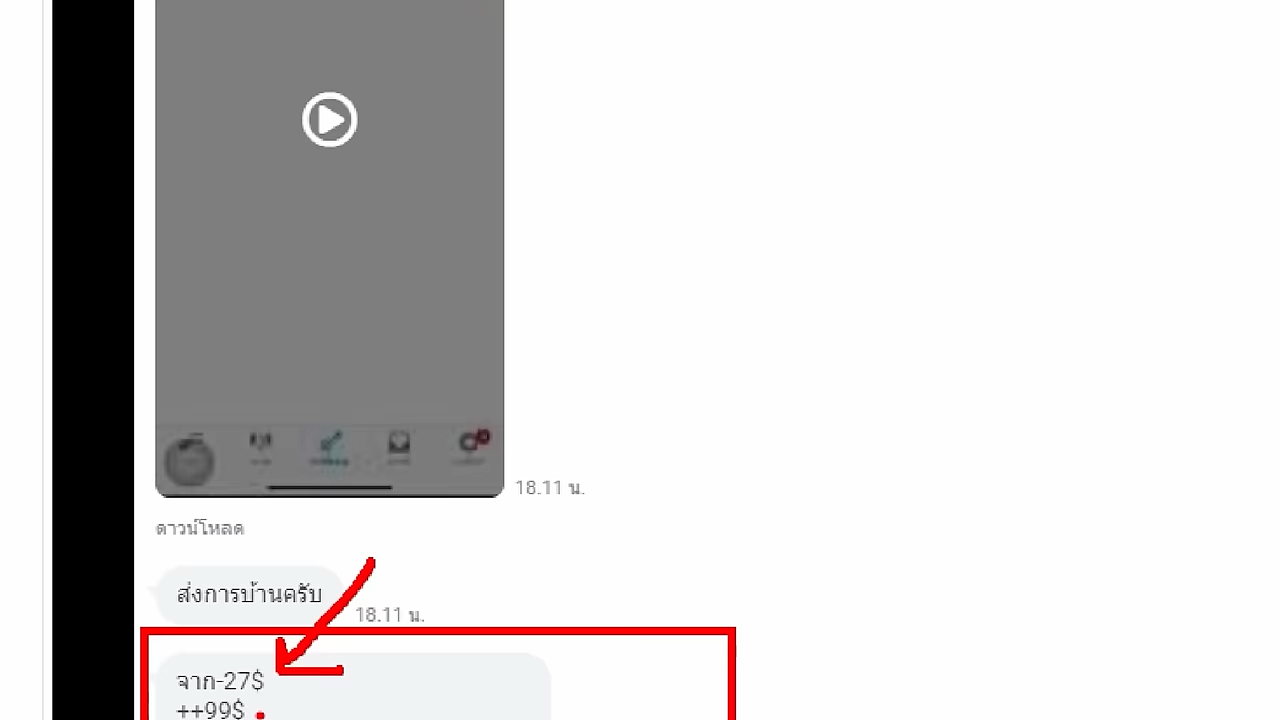 18.11 น.
ดาวน์โหลด
ส่งการบ้านครับ
18.11 น.
จาก-27$
++99$